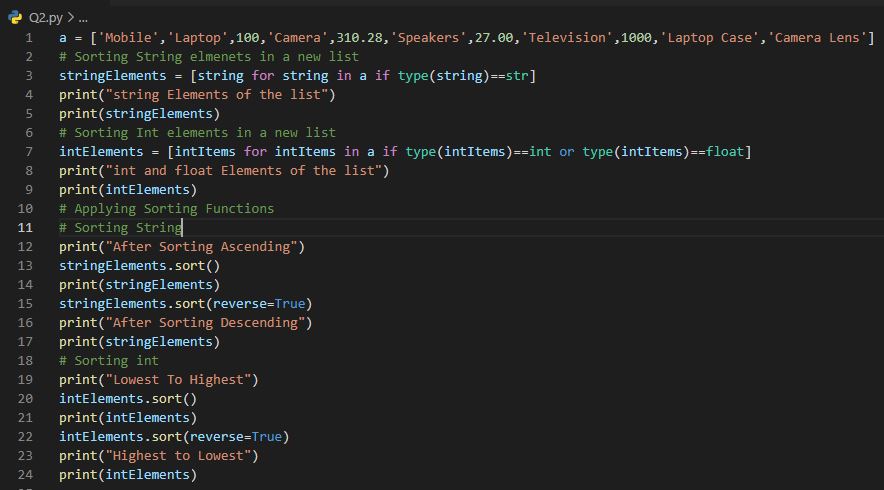 Q2.py > ...
1 a = ['Mobile','Laptop',100,'Camera',310.28,'Speakers',27.00,'Television',1000,'Laptop Case','Camera Lens']
2 # Sorting String elmenets in a new list
3 stringElements = [string for string in a if type(string)==str]
4 print("string Elements of the list")
5 print(stringElements)
6 # Sorting Int elements in a new list
7 intElements = [intItems for intItems in a if type(intItems)==int or type(intItems)==float]
8 print("int and float Elements of the list")
9 print(intElements)
10 # Applying Sorting Functions
11 # Sorting String
12 print("After Sorting Ascending")
13 stringElements.sort()
14 print(stringElements)
15 stringElements.sort(reverse=True)
16 print("After Sorting Descending")
17 print(stringElements)
18 # Sorting int
19 print("Lowest To Highest")
20 intElements.sort()
21 print(intElements)
22 intElements.sort(reverse=True)
23 print("Highest to Lowest")
24 print(intElements)